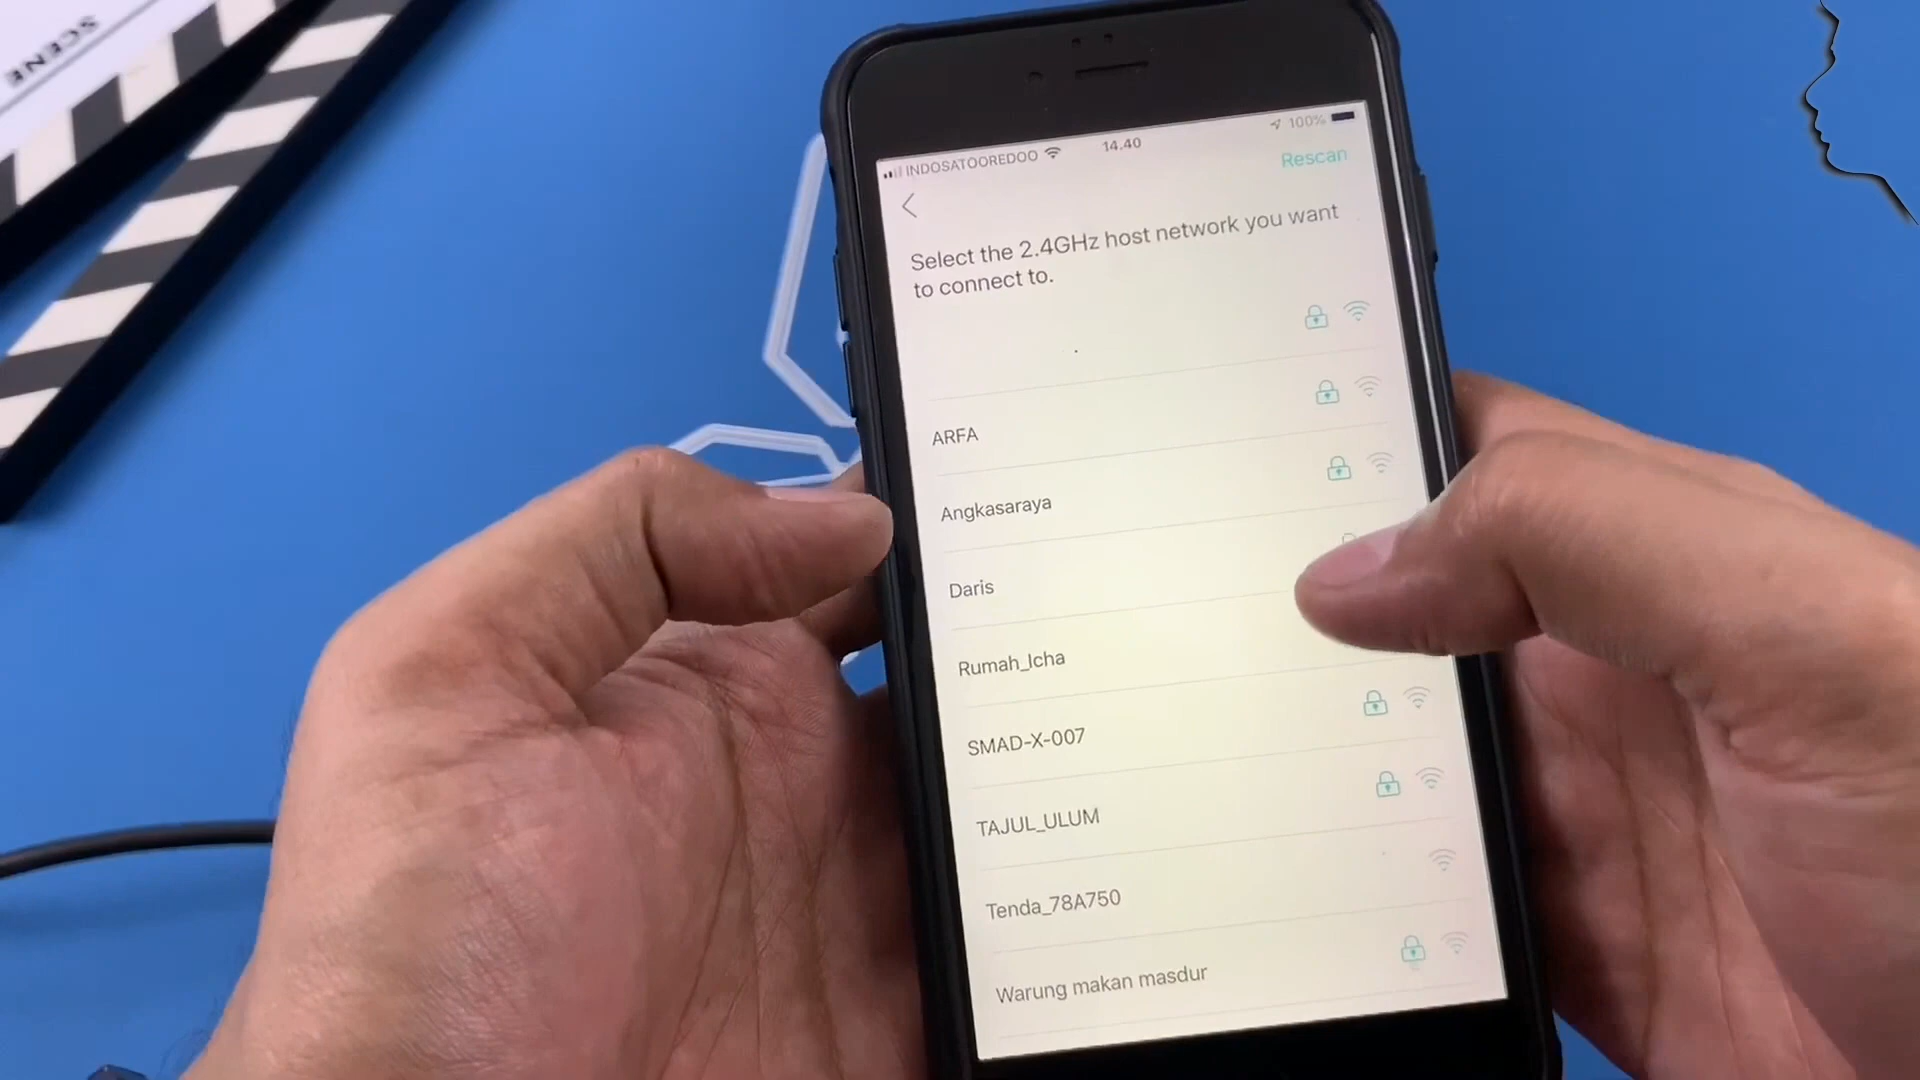 SCENE
INDOSATOOREDOO
14.40
100%
Rescan
Select the 2.4GHz host network you want
to connect to.
ARFA
Angkasaraya
Daris
Rumah_Icha
SMAD-X-007
TAJUL_ULUM
Tenda_78A750
Warung makan masdur